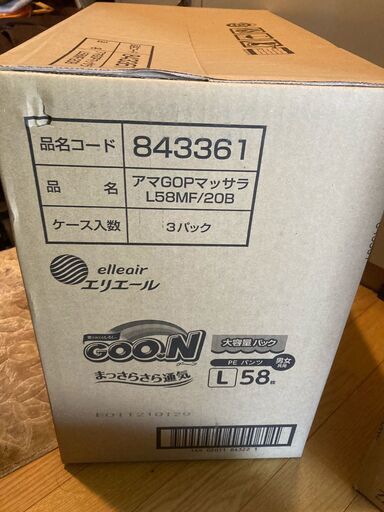 品名コード 843361
品名 アマGOPマッサラ
L58MF/20B
ケース入数 3パック
elleair
エリエール
GOO.N
まっさらさら通気
大容量パック
PE パンツ 男女共用
L 58枚